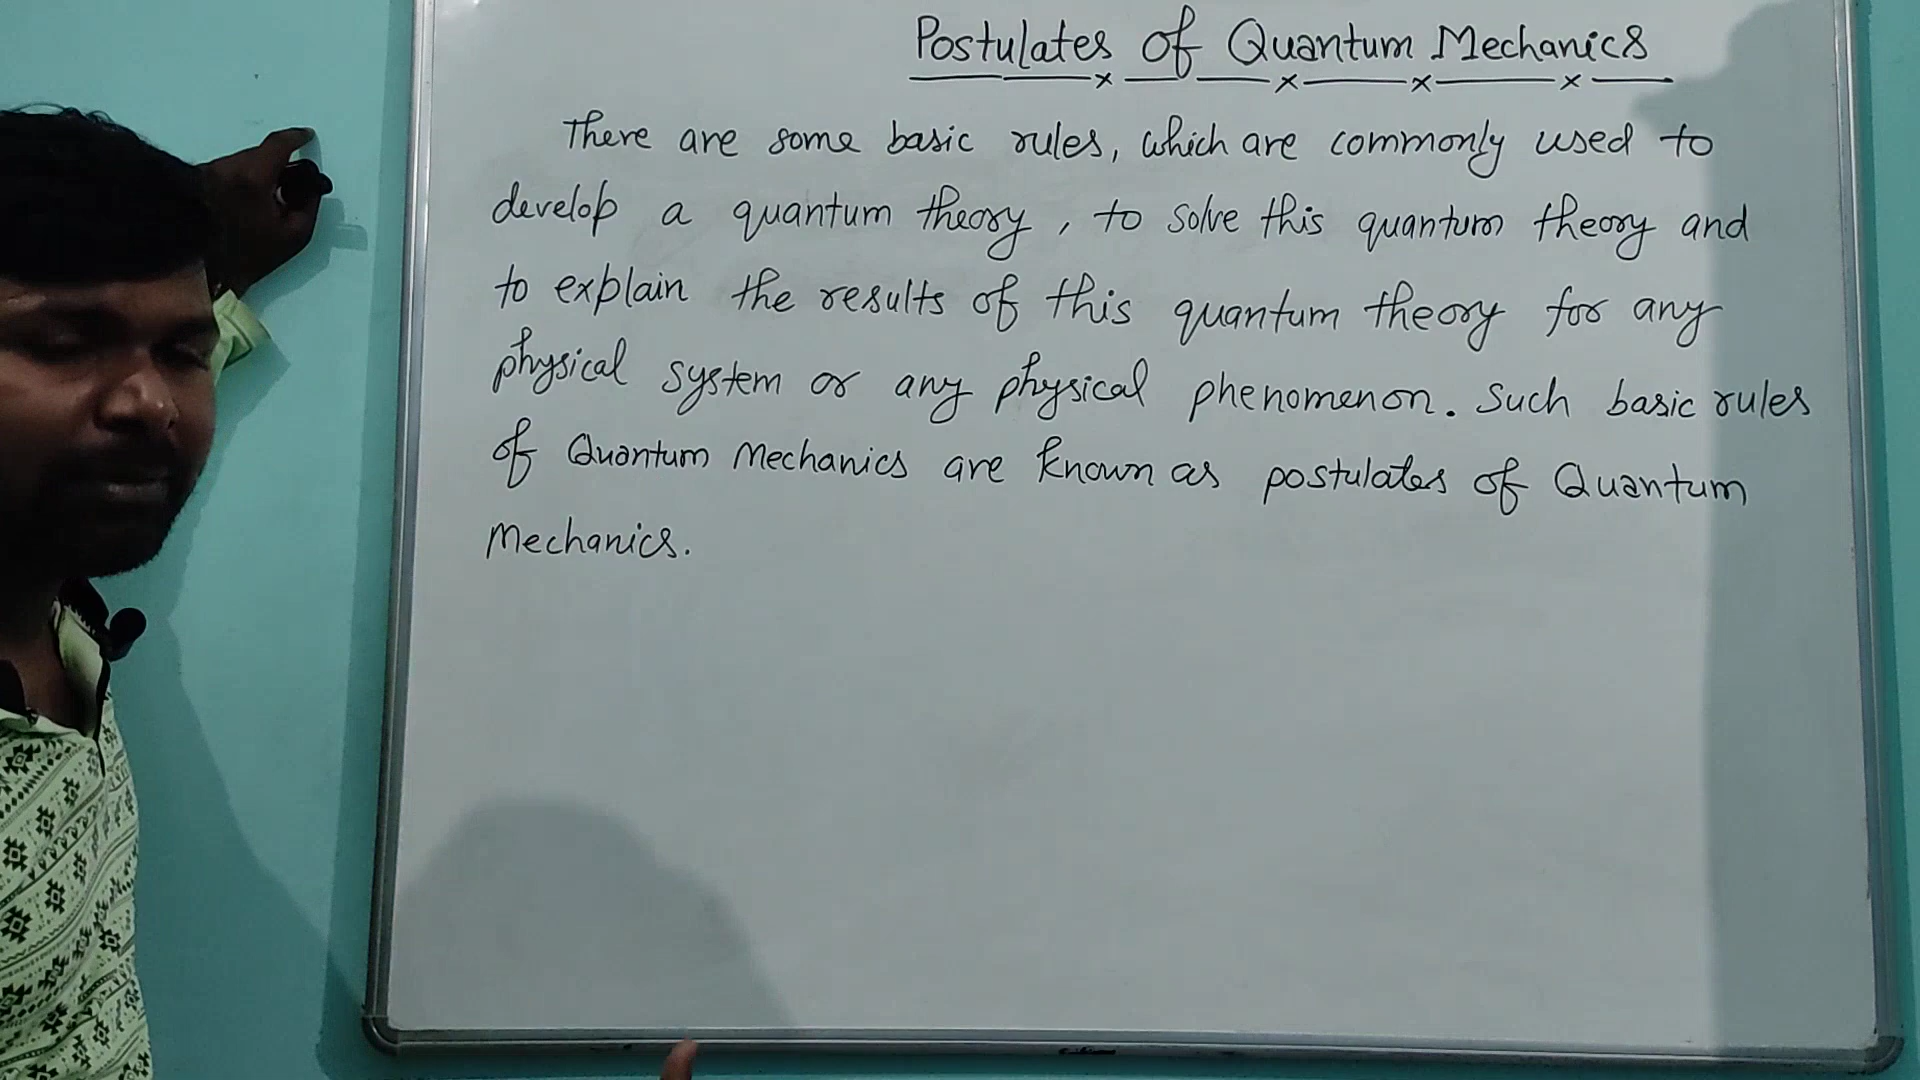 Postulates of Quantum Mechanics
There are some basic rules, which are commonly used to
develop a quantum theory, to solve this quantum theory and
to explain the results of this quantum theory for any
physical system or any physical phenomenon. Such basic rules
of Quantum Mechanics are known as postulates of Quantum
Mechanics.